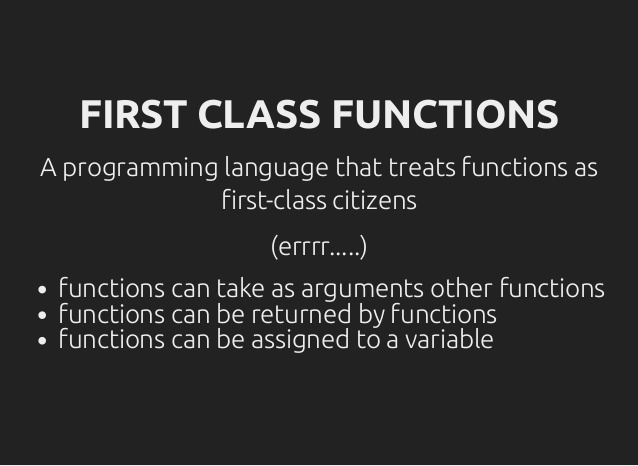 FIRST CLASS FUNCTIONS
A programming language that treats functions as
first-class citizens
(errrr.....)
• functions can take as arguments other functions
• functions can be returned by functions
• functions can be assigned to a variable